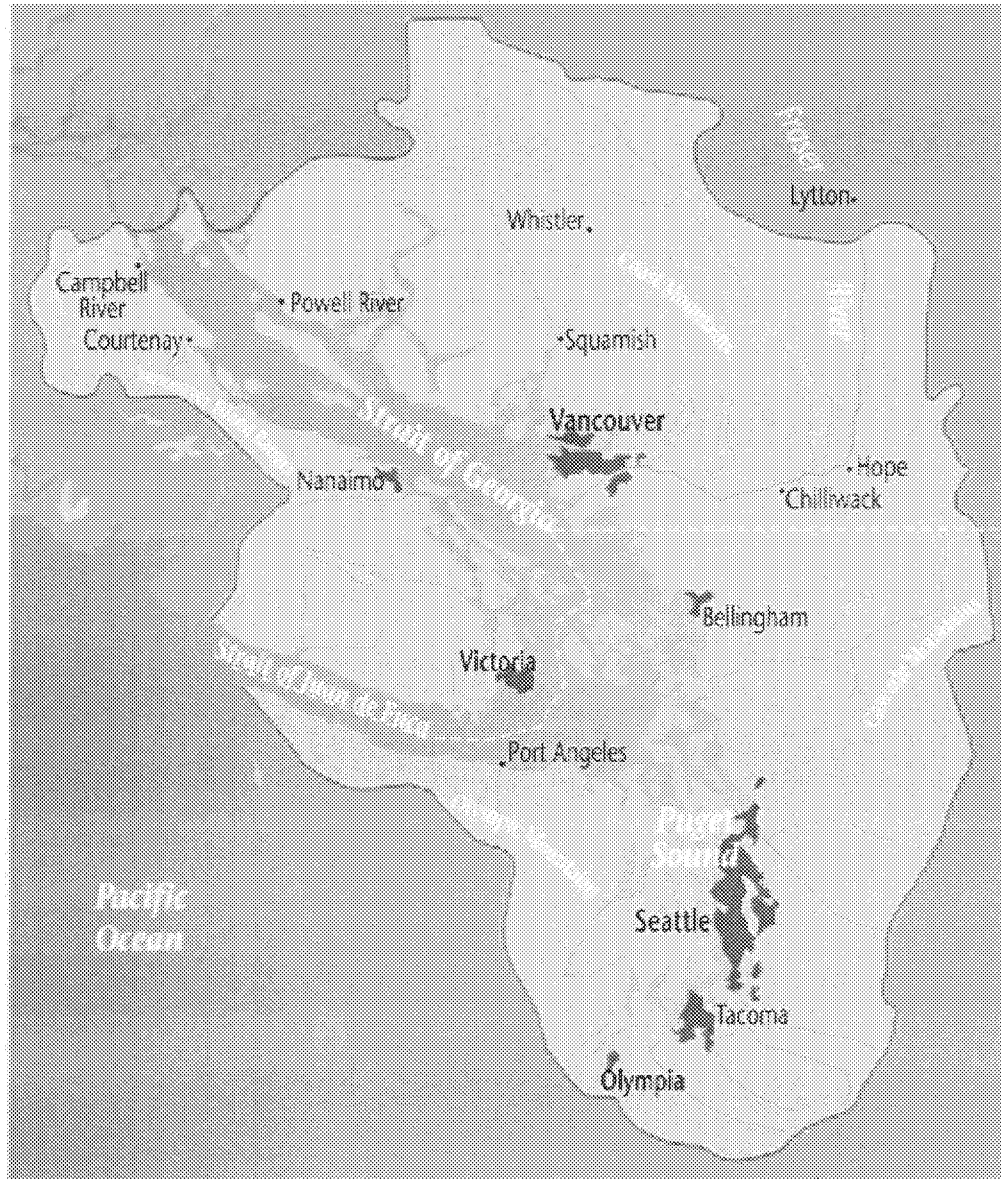 Fraser
Lytton
Whistler
Campbell
River
Powell River
Courtenay
Squamish
Strait of Georgia
Vancouver
Nanaimo
Hope
Chilliwack
Bellingham
Victoria
Strait of Juan de Fuca
Port Angeles
Puget
Sound
Pacific
Ocean
Seattle
Tacoma
Olympia